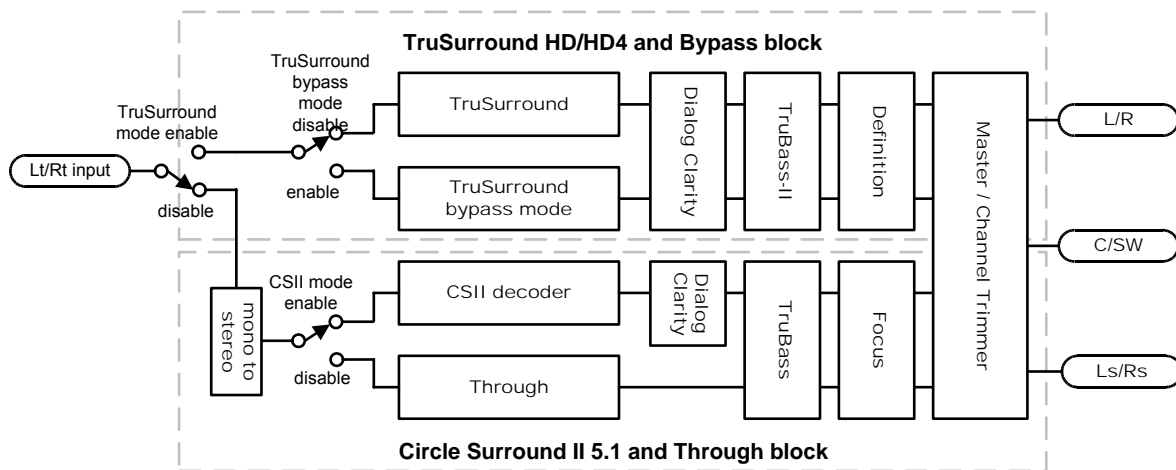 TruSurround HD/HD4 and Bypass block
TruSurround
bypass
mode
disable
TruSurround
mode enable
Lt/Rt input
disable
enable
TruSurround
TruSurround
bypass mode
Dialog Clarity
TruBass-II
Definition
Master / Channel Trimmer
L/R
C/SW
Ls/Rs
mono to
stereo
CSII mode
enable
disable
CSII decoder
Through
Dialog
Clarity
TruBass
Focus
Circle Surround II 5.1 and Through block